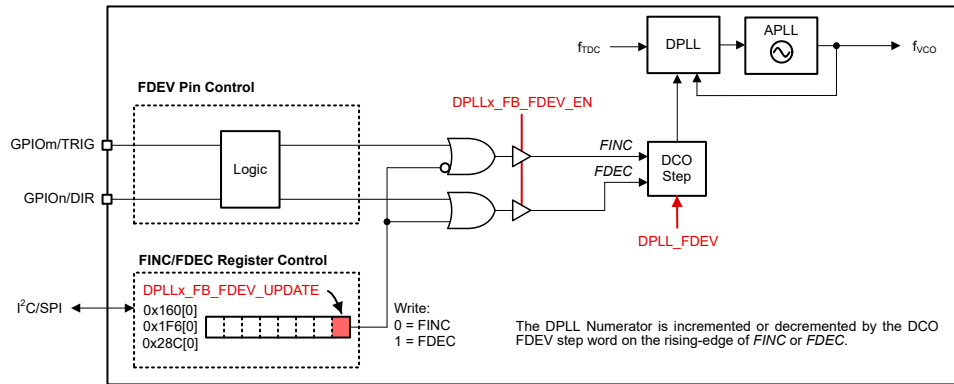 f_TDC
DPLL
APLL
f_VCO
FDEV Pin Control
DPLLx_FB_FDEV_EN
GPIOm/TRIG
Logic
FINC
FDEC
DCO
Step
GPIOn/DIR
DPLL_FDEV
FINC/FDEC Register Control
DPLLx_FB_FDEV_UPDATE
I²C/SPI
0x160[0]
0x1F6[0]
0x28C[0]
Write:
0 = FINC
1 = FDEC
The DPLL Numerator is incremented or decremented by the DCO
FDEV step word on the rising-edge of FINC or FDEC.